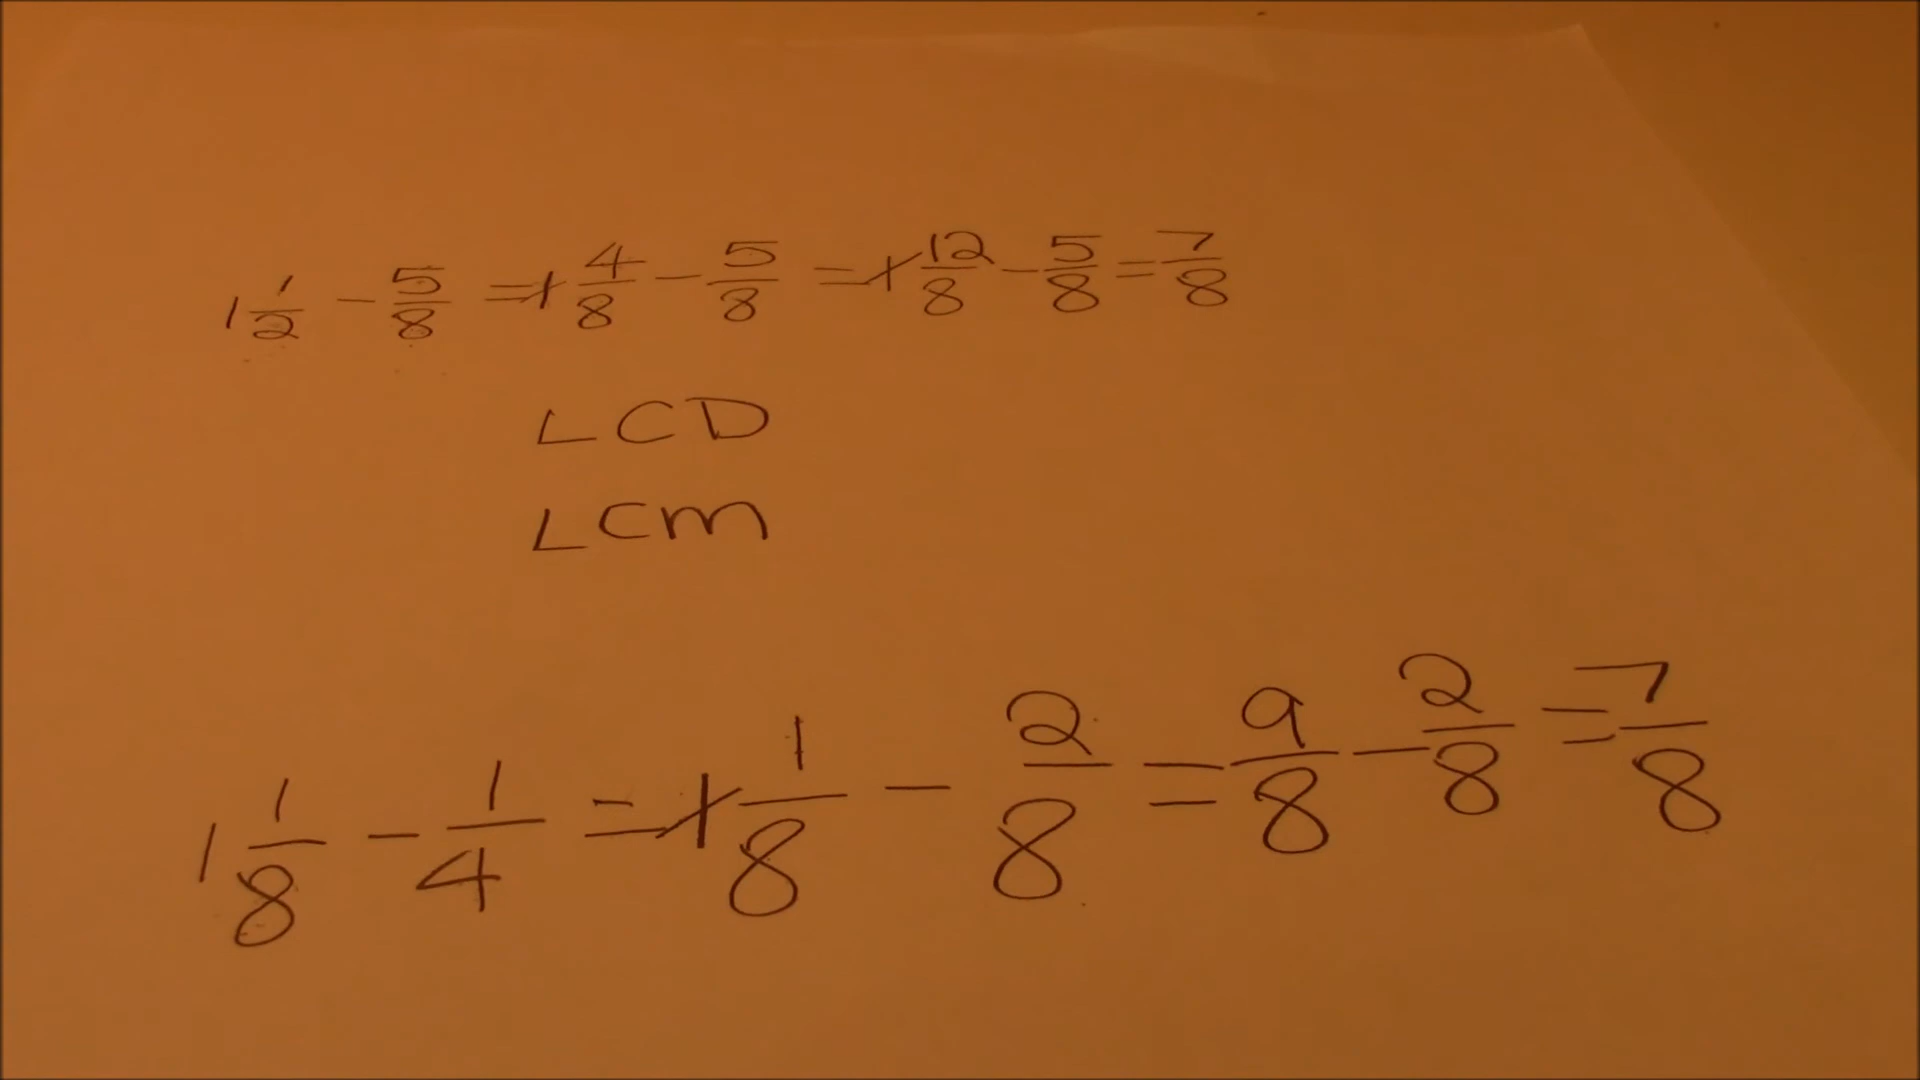 1 1/2 - 5/8 = 1 4/8 - 5/8 = 1 12/8 - 5/8 = 7/8
LCD
LCM
1 1/8 - 1/4 = 1 1/8 - 2/8 = 9/8 - 2/8 = 7/8